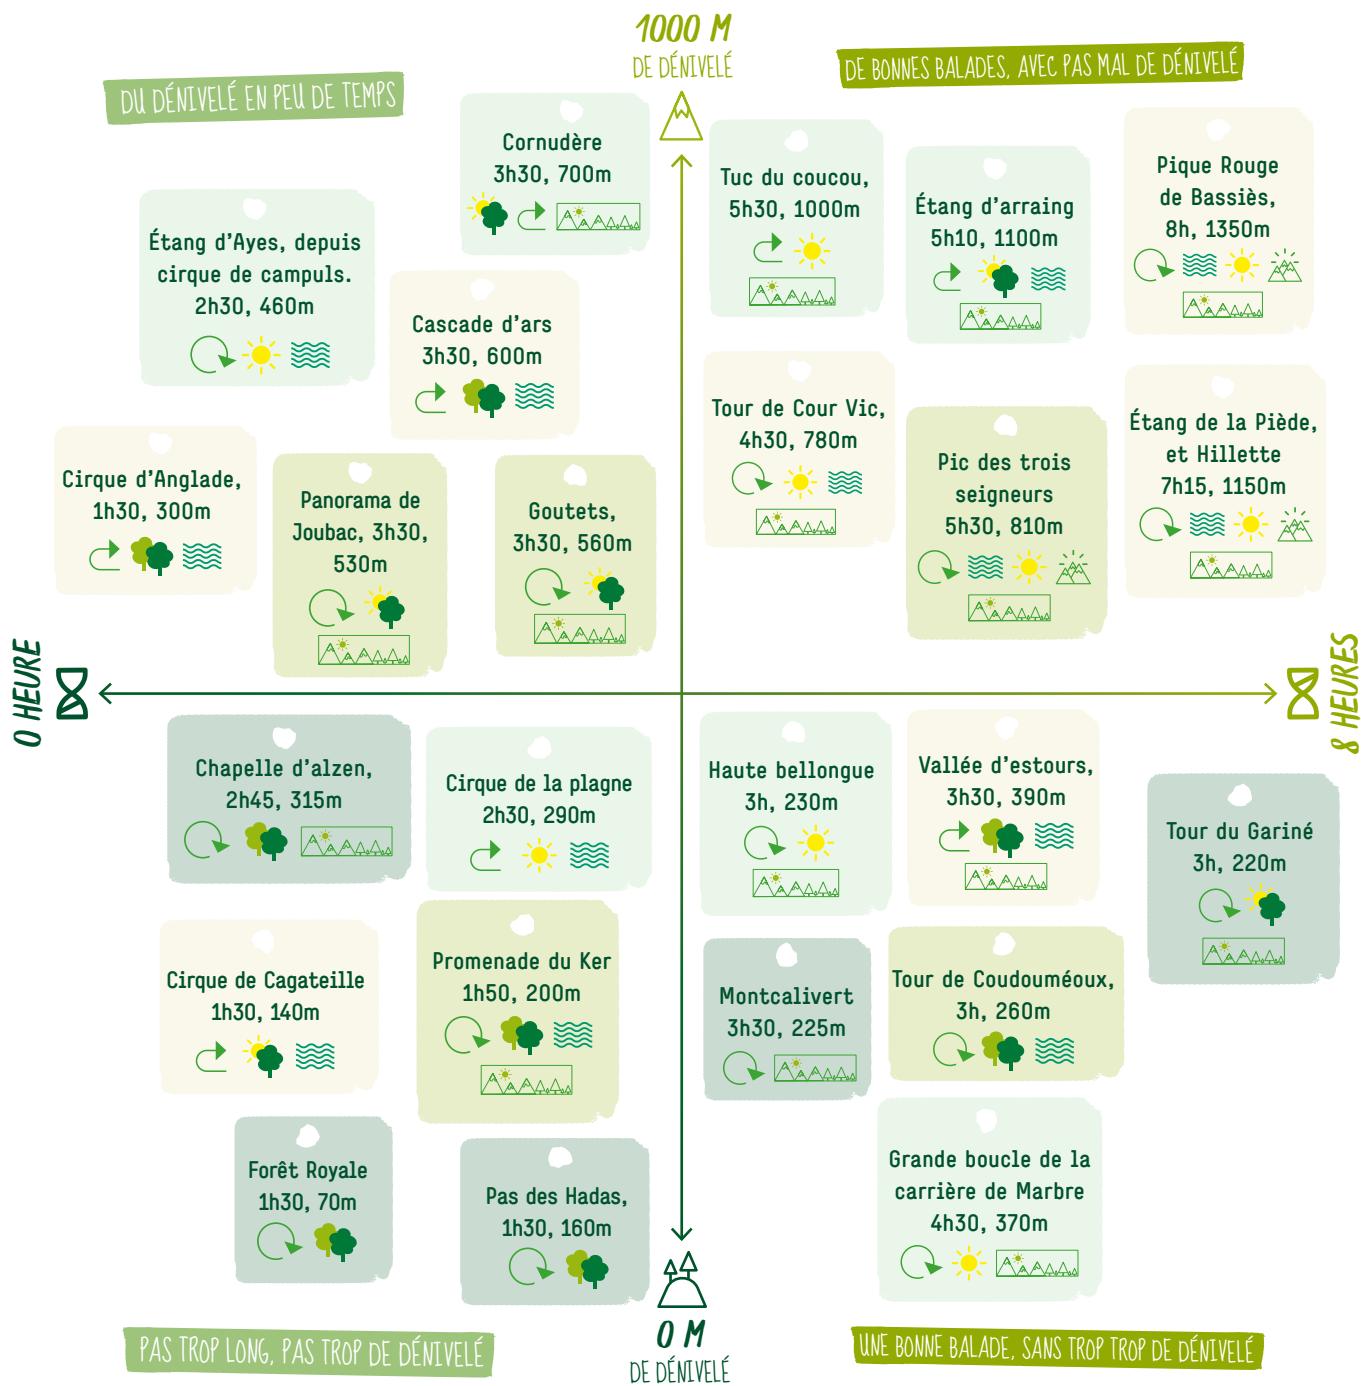 1000 M
DE DÉNIVELÉ
DU DÉNIVELÉ EN PEU DE TEMPS
DE BONNES BALADES, AVEC PAS MAL DE DÉNIVELÉ
Cornudère
3h30, 700m
Étang d'Ayes, depuis
cirque de campuls.
2h30, 460m
Cascade d'ars
3h30, 600m
Cirque d'Anglade,
1h30, 300m
Panorama de
Joubac, 3h30,
530m
Goutets,
3h30, 560m
Tuc du coucou,
5h30, 1000m
Étang d'arraing
5h10, 1100m
Pique Rouge
de Bassiès,
8h, 1350m
Tour de Cour Vic,
4h30, 780m
Pic des trois
seigneurs
5h30, 810m
Étang de la Piède,
et Hillette
7h15, 1150m
0 HEURE
8 HEURES
Chapelle d'alzen,
2h45, 315m
Cirque de la plagne
2h30, 290m
Cirque de Cagateille
1h30, 140m
Promenade du Ker
1h50, 200m
Forêt Royale
1h30, 70m
Pas des Hadas,
1h30, 160m
Haute bellongue
3h, 230m
Vallée d'estours,
3h30, 390m
Tour du Gariné
3h, 220m
Montcalivert
3h30, 225m
Tour de Coudouméoux,
3h, 260m
Grande boucle de la
carrière de Marbre
4h30, 370m
PAS TROP LONG, PAS TROP DE DÉNIVELÉ
0 M
DE DÉNIVELÉ
UNE BONNE BALADE, SANS TROP TROP DE DÉNIVELÉ